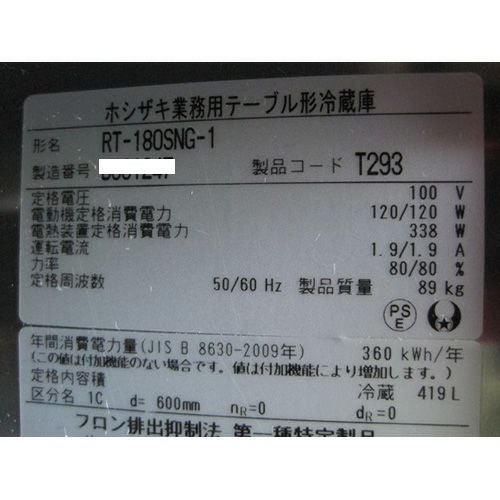 ホシザキ業務用テーブル形冷蔵庫
形名 RT-180SNG-1
製造番号 製品コード T293
定格電圧 100 V
電動機定格消費電力 120/120 W
電熱装置定格消費電力 338 W
運転電流 1.9/1.9 A
力率 80/80 %
定格周波数 50/60 Hz 製品質量 89 kg
PS E
年間消費電力量(JIS B 8630-2009年) 360 kWh/年
(この値は付加機能のない場合です。値は付加機能により増加します。)
定格内容積 冷蔵 419 L
区分名 1C d= 600mm nR=0 dR=0
フロン排出抑制法 第一種特定製品